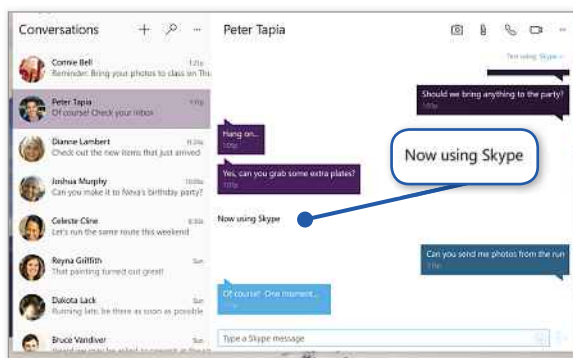 Conversations
Peter Tapia
Connie Bell
Reminder: Bring your photos to class on Thu
Peter Tapia
Of course! Check your inbox
Dianne Lambert
Check out the new items that just arrived
Joshua Murphy
Can you make it to Neva's birthday party?
Celeste Cline
Let's run the same route this weekend
Reyna Griffith
Sun
That painting turned out great!
Dakota Lack
Sun
Running late, be there as soon as possible
Bruce Vandiver
Sun
Should we bring anything to the party?
Hang on...
Yes, can you grab some extra plates?
Now using Skype
Now using Skype
Can you send me photos from the run
Of course! One moment...
Type a Skype message